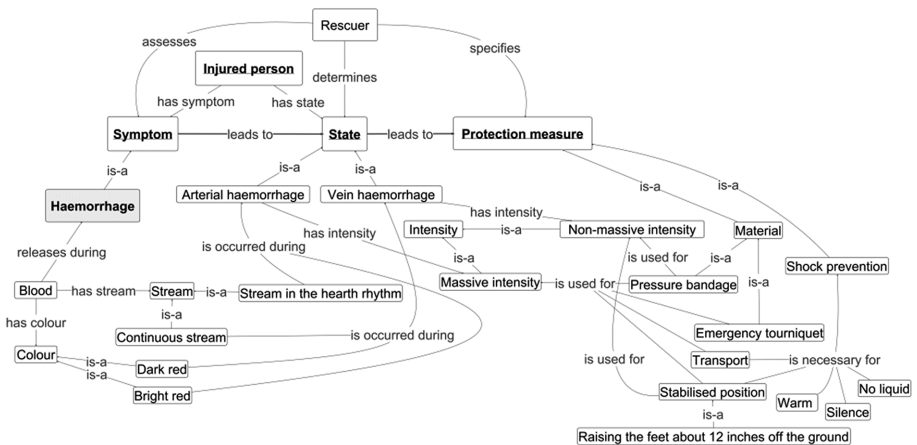 Rescuer
assesses
specifies
Injured person
determines
has symptom
has state
Symptom
leads to
State
leads to
Protection measure
is-a
is-a
is-a
is-a
is-a
Haemorrhage
Arterial haemorrhage
Vein haemorrhage
has intensity
Intensity
is-a
Non-massive intensity
Material
has intensity
is occurred during
releases during
is-a
is used for
is-a
Shock prevention
Blood
has stream
Stream
is-a
Stream in the hearth rhythm
Massive intensity
is used for
Pressure bandage
is-a
is-a
has colour
Continuous stream
is occurred during
Emergency tourniquet
Colour
is-a
is-a
Dark red
is used for
Transport
is necessary for
Bright red
Stabilised position
Warm
Silence
No liquid
is-a
Raising the feet about 12 inches off the ground